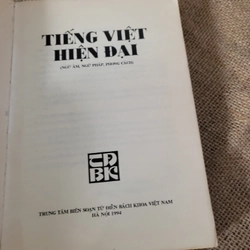 TIẾNG VIỆT
HIỆN ĐẠI
(NGỮ ÂM, NGỮ PHÁP, PHONG CÁCH)
TĐ
BK
TRUNG TÂM BIÊN SOẠN TỪ ĐIỂN BÁCH KHOA VIỆT NAM
HÀ NỘI 1994